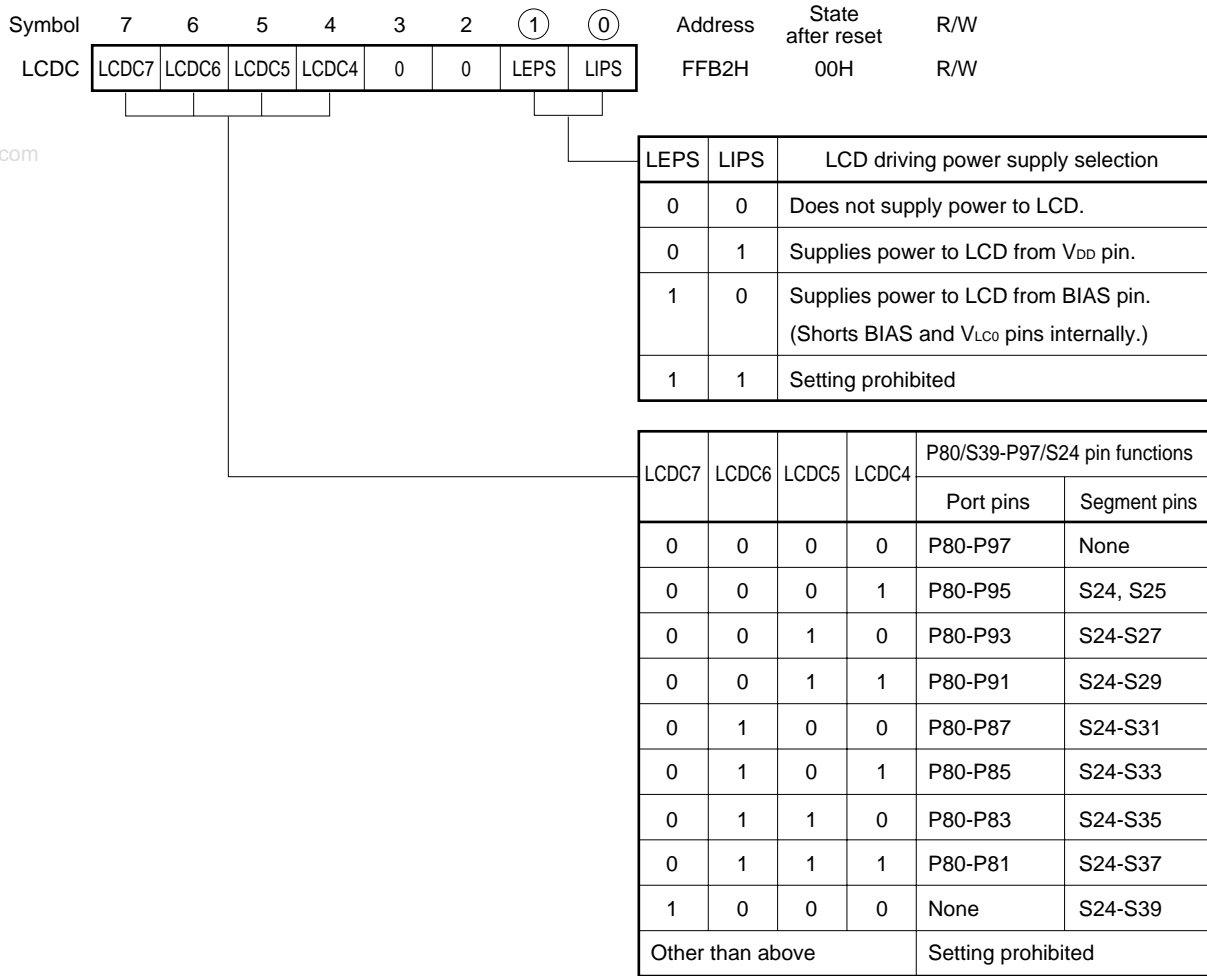 Symbol 7 6 5 4 3 2 1 0 Address State after reset R/W
LCDC LCDC7 LCDC6 LCDC5 LCDC4 0 0 LEPS LIPS FFB2H 00H R/W
com
LEPS LIPS LCD driving power supply selection
0 0 Does not supply power to LCD.
0 1 Supplies power to LCD from VDD pin.
1 0 Supplies power to LCD from BIAS pin.
(Shorts BIAS and VLC0 pins internally.)
1 1 Setting prohibited
LCDC7 LCDC6 LCDC5 LCDC4 P80/S39-P97/S24 pin functions
Port pins Segment pins
0 0 0 0 P80-P97 None
0 0 0 1 P80-P95 S24, S25
0 0 1 0 P80-P93 S24-S27
0 0 1 1 P80-P91 S24-S29
0 1 0 0 P80-P87 S24-S31
0 1 0 1 P80-P85 S24-S33
0 1 1 0 P80-P83 S24-S35
0 1 1 1 P80-P81 S24-S37
1 0 0 0 None S24-S39
Other than above Setting prohibited